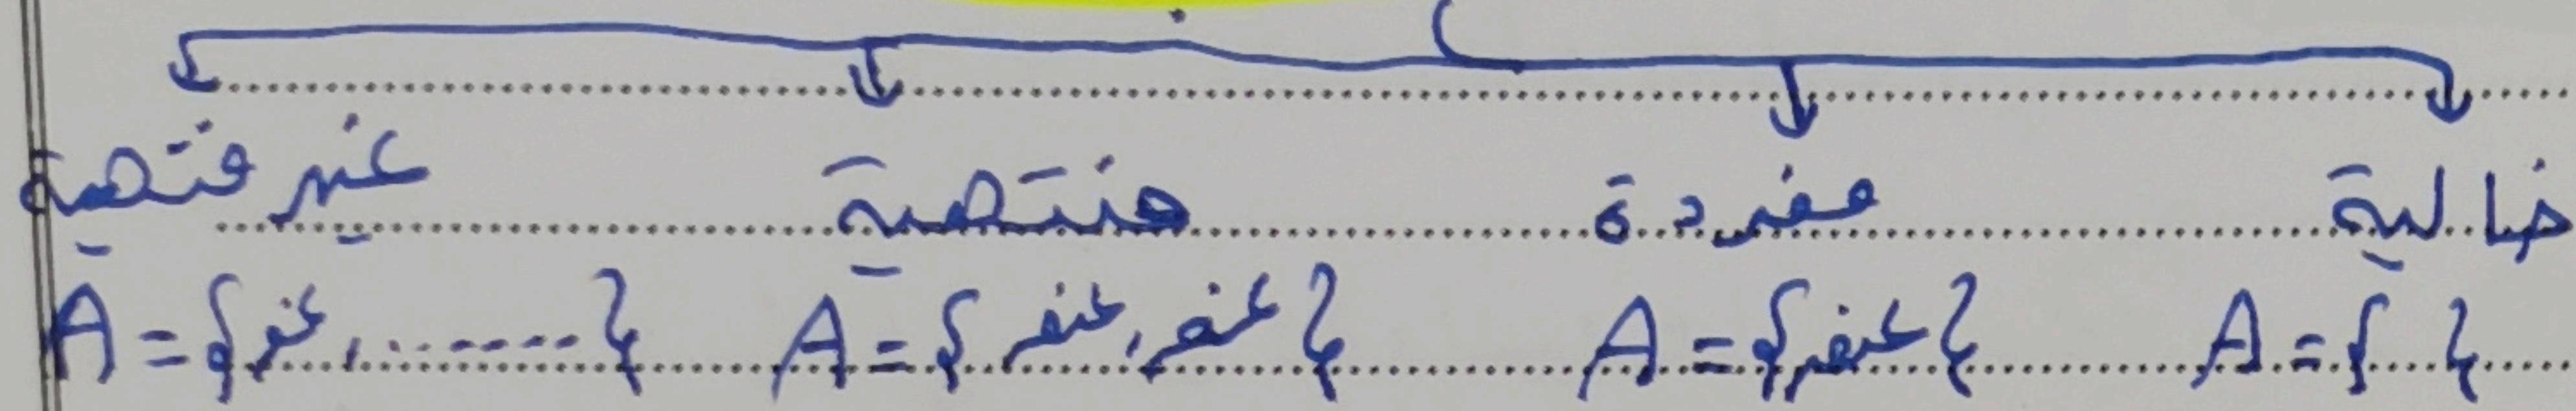 خالية مفردة منتهية غير منتهية
A = { } A = { عنصر } A = { عنصر , عنصر } A = { عنصر , ........ }